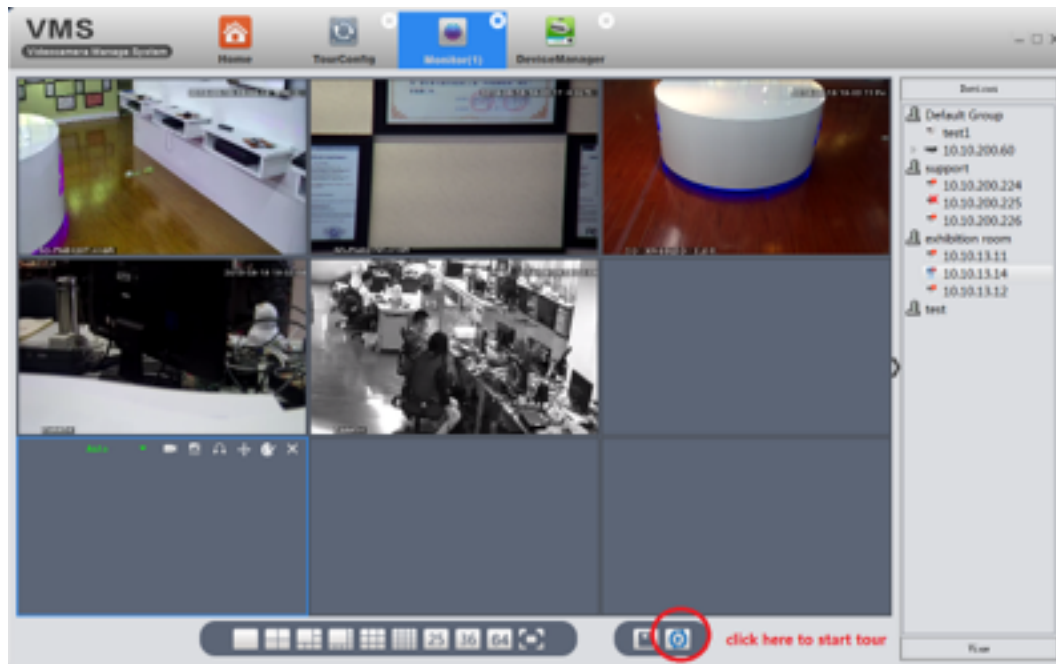 VMS
Videocamera Manage System
Home
TourConfig
Monitor(1)
DeviceManager
Devices
Default Group
test1
10.10.200.60
support
10.10.200.224
10.10.200.225
10.10.200.226
exhibition room
10.10.13.11
10.10.13.14
10.10.13.12
test
25 36 64
click here to start tour
View